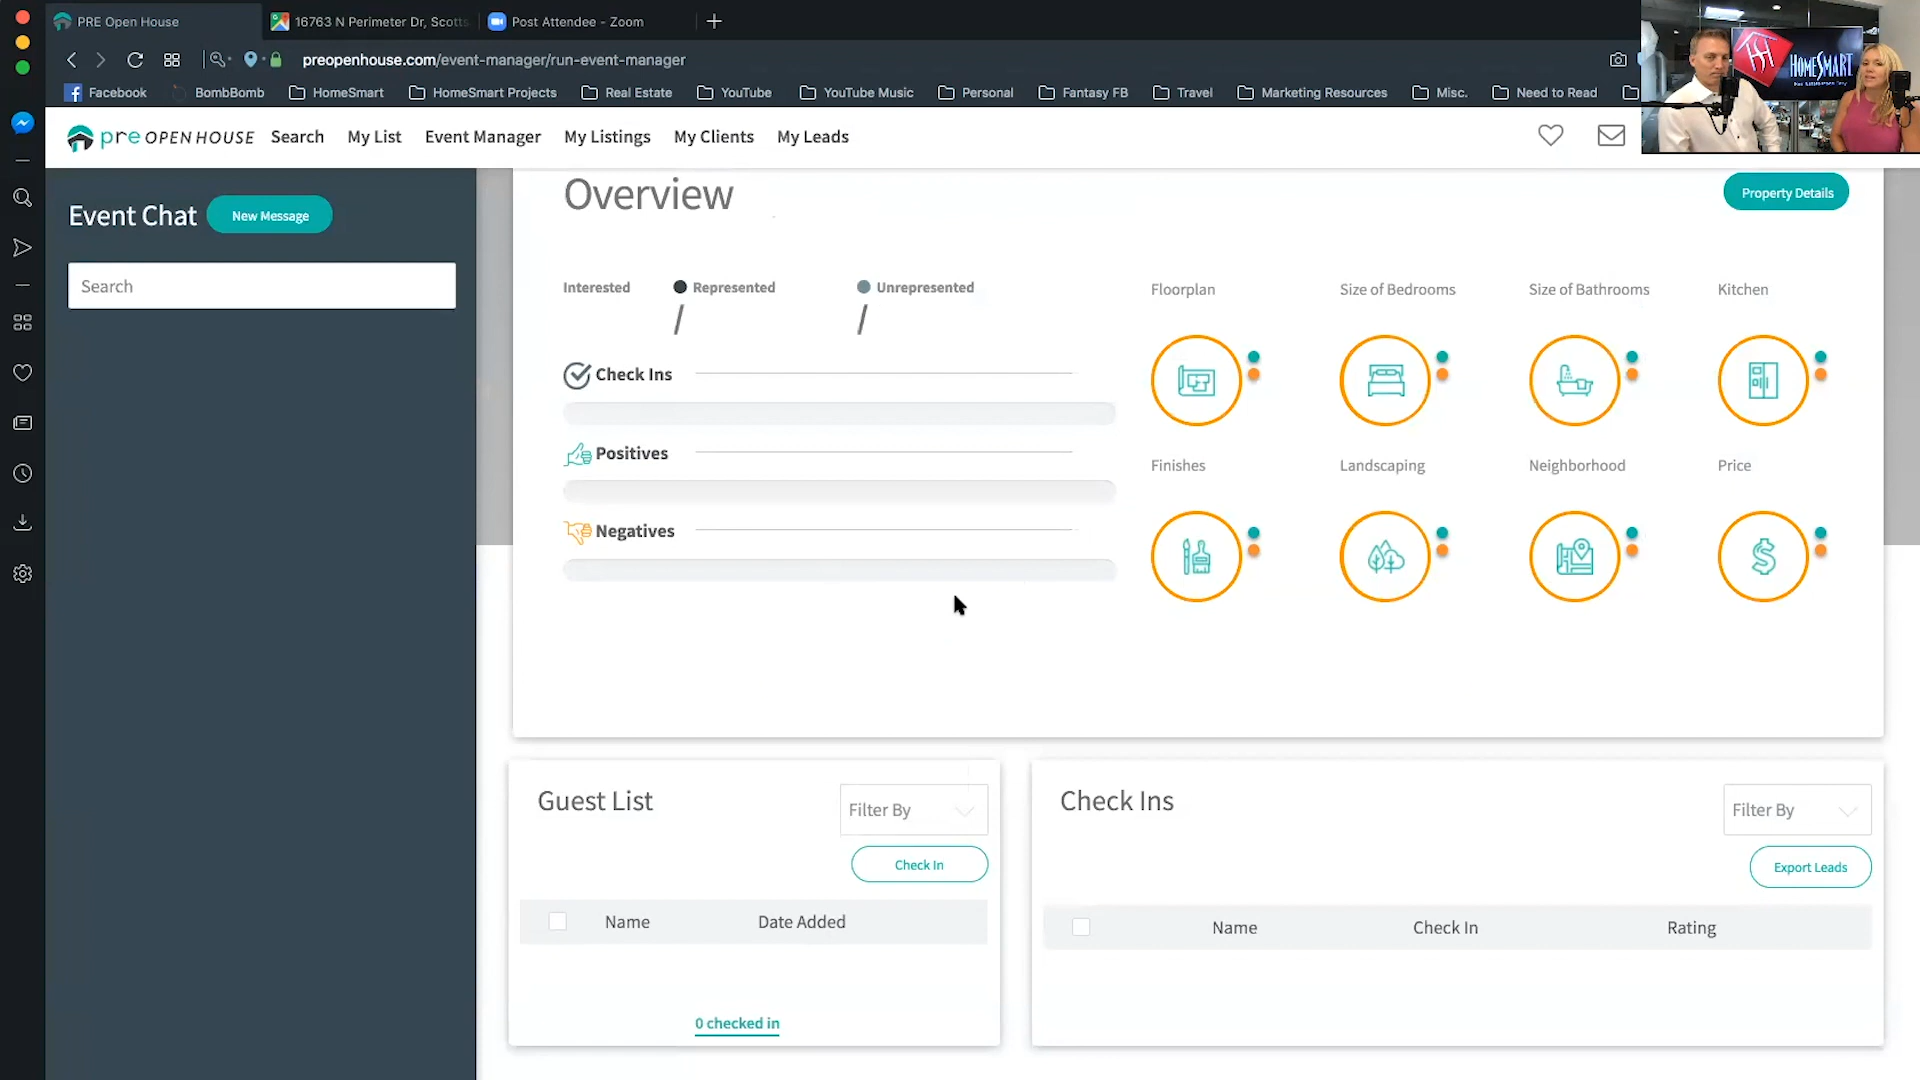 PRE Open House
16763 N Perimeter Dr, Scotts
Post Attendee - Zoom
preopenhouse.com/event-manager/run-event-manager
Facebook
BombBomb
HomeSmart
HomeSmart Projects
Real Estate
YouTube
YouTube Music
Personal
Fantasy FB
Travel
Marketing Resources
Misc.
Need to Read
HOMESMART
pre OPEN HOUSE
Search
My List
Event Manager
My Listings
My Clients
My Leads
Event Chat
New Message
Search
Overview
Property Details
Interested
Represented
Unrepresented
/
/
Check Ins
Positives
Negatives
Floorplan
Size of Bedrooms
Size of Bathrooms
Kitchen
Finishes
Landscaping
Neighborhood
Price
Guest List
Filter By
Check In
Name
Date Added
0 checked in
Check Ins
Filter By
Export Leads
Name
Check In
Rating